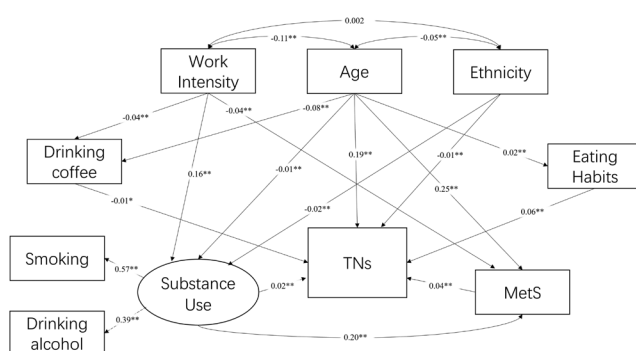 0.002
-0.11**
-0.05**
Work
Intensity
Age
Ethnicity
-0.04**
-0.04**
-0.08**
Drinking
coffee
0.16**
-0.01**
0.19**
-0.01**
0.02**
0.25**
Eating
Habits
-0.01*
-0.02**
0.06**
Smoking
0.57**
Substance
Use
0.02**
TNs
0.04**
MetS
0.39**
Drinking
alcohol
0.20**